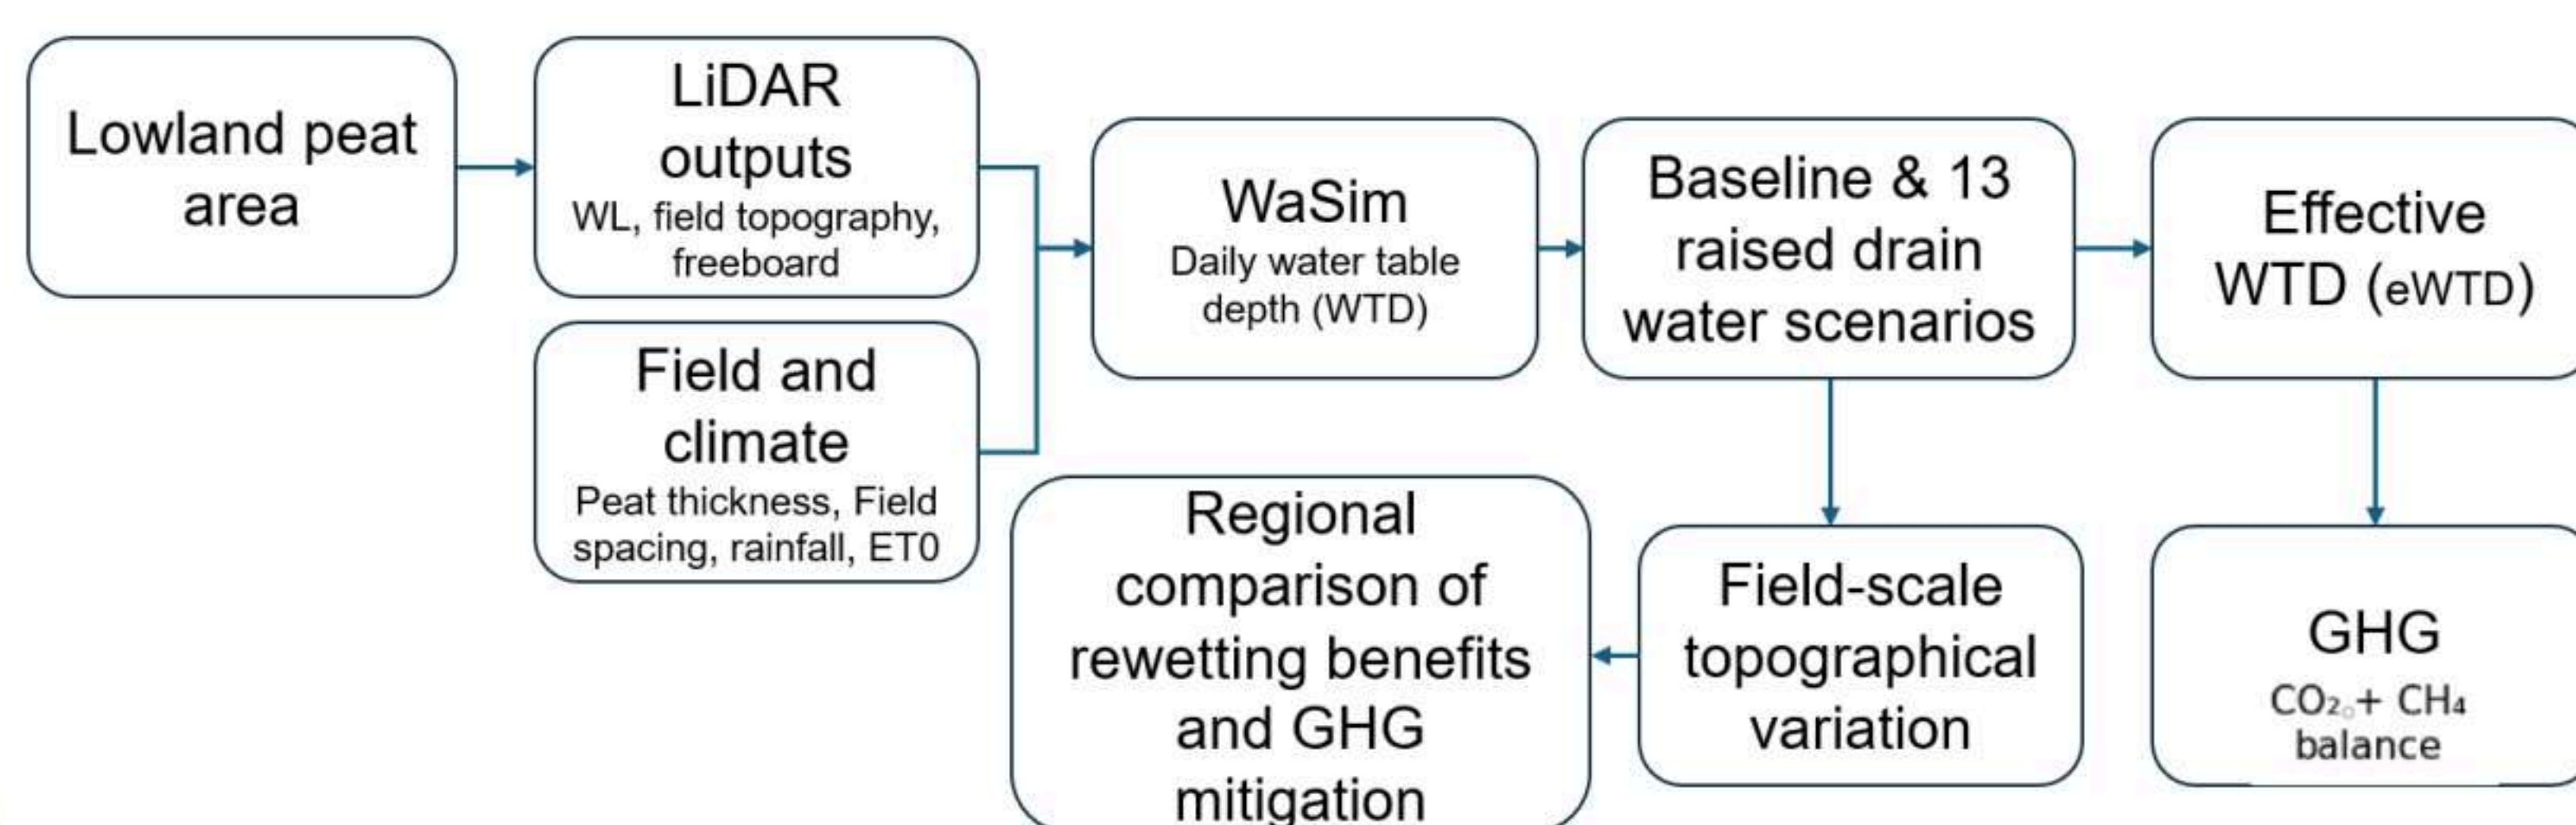 Lowland peat
area
LiDAR
outputs
WL, field topography,
freeboard
Field and
climate
Peat thickness, Field
spacing, rainfall, ET0
WaSim
Daily water table
depth (WTD)
Baseline & 13
raised drain
water scenarios
Effective
WTD (eWTD)
Regional
comparison of
rewetting benefits
and GHG
mitigation
Field-scale
topographical
variation
GHG
CO₂ + CH₄
balance